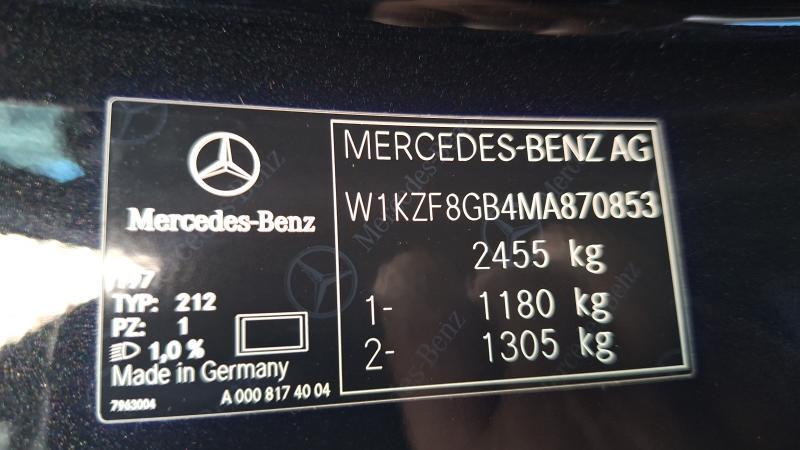 Mercedes-Benz
TYP: 212
PZ: 1
1,0 %
Made in Germany
7963004
A 000 817 40 04
MERCEDES-BENZ AG
W1KZF8GB4MA870853
2455 kg
1- 1180 kg
2- 1305 kg